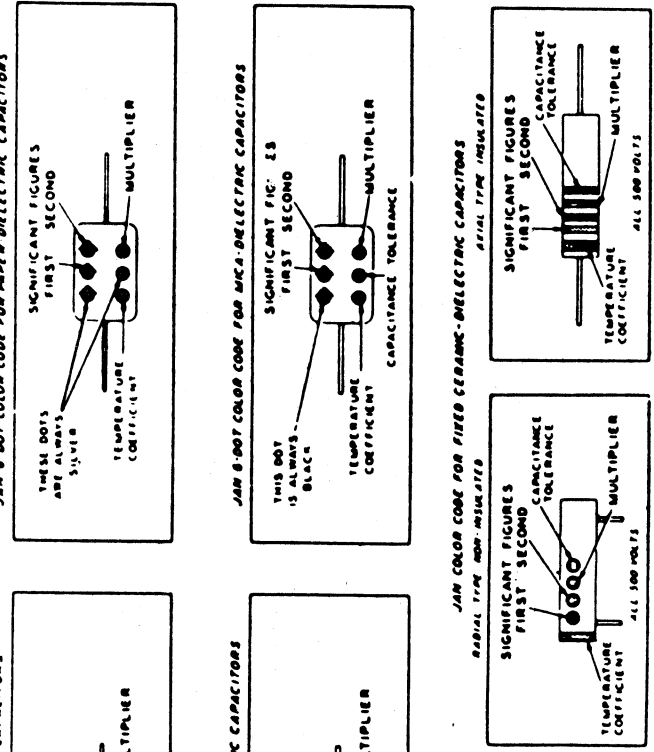 JAN 6-DOT COLOR CODE FOR PAPER-DIELECTRIC CAPACITORS
SIGNIFICANT FIGURES
FIRST SECOND
MULTIPLIER
THESE DOTS
ARE ALWAYS
SILVER
TEMPERATURE
COEFFICIENT
JAN 6-DOT COLOR CODE FOR MICA-DIELECTRIC CAPACITORS
SIGNIFICANT FIG ES
FIRST SECOND
MULTIPLIER
THIS DOT
IS ALWAYS
BLACK
TEMPERATURE
COEFFICIENT
CAPACITANCE TOLERANCE
JAN COLOR CODE FOR FIXED CERAMIC-DIELECTRIC CAPACITORS
RADIAL TYPE NON-INSULATED
SIGNIFICANT FIGURES
FIRST SECOND
CAPACITANCE
TOLERANCE
MULTIPLIER
TEMPERATURE
COEFFICIENT
ALL 500 VOLTS
AXIAL TYPE INSULATED
SIGNIFICANT FIGURES
FIRST SECOND
CAPACITANCE
TOLERANCE
MULTIPLIER
TEMPERATURE
COEFFICIENT
ALL 500 VOLTS
TIPLIER
CAPACITORS
TIPLIER